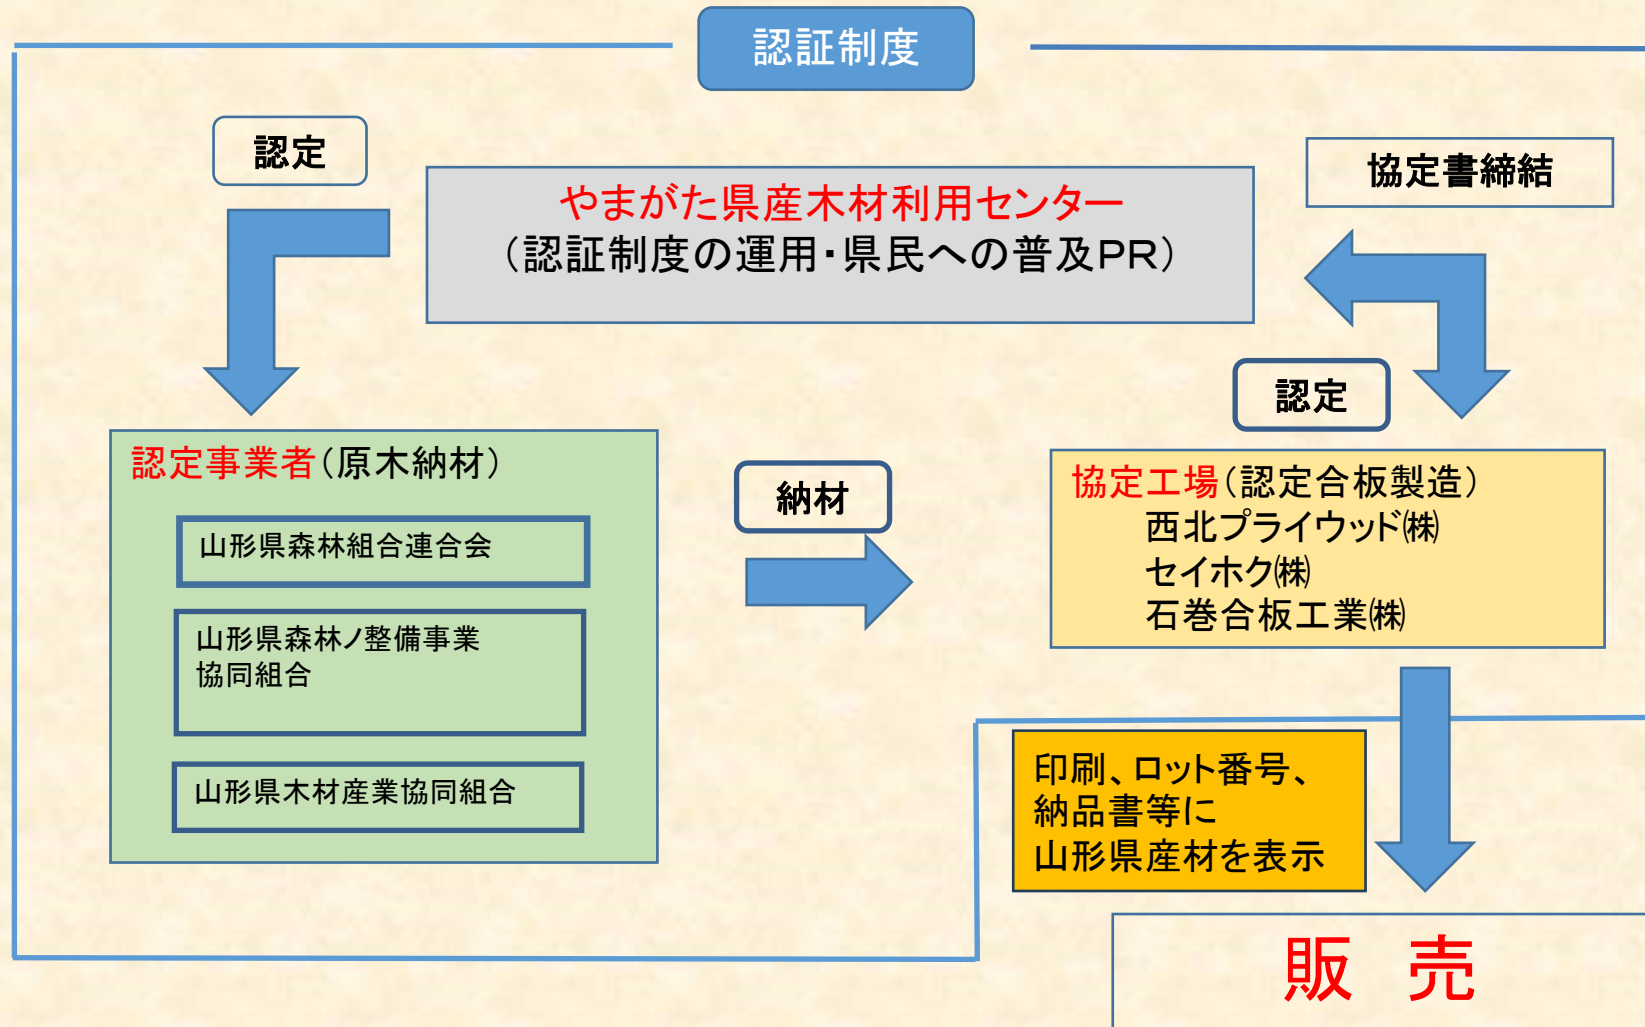 認証制度
認定
協定書締結
やまがた県産木材利用センター
（認証制度の運用・県民への普及PR）
認定
認定事業者（原木納材）
山形県森林組合連合会
山形県森林ノ整備事業
協同組合
山形県木材産業協同組合
納材
協定工場（認定合板製造）
西北プライウッド㈱
セイホク㈱
石巻合板工業㈱
印刷、ロット番号、
納品書等に
山形県産材を表示
販　売